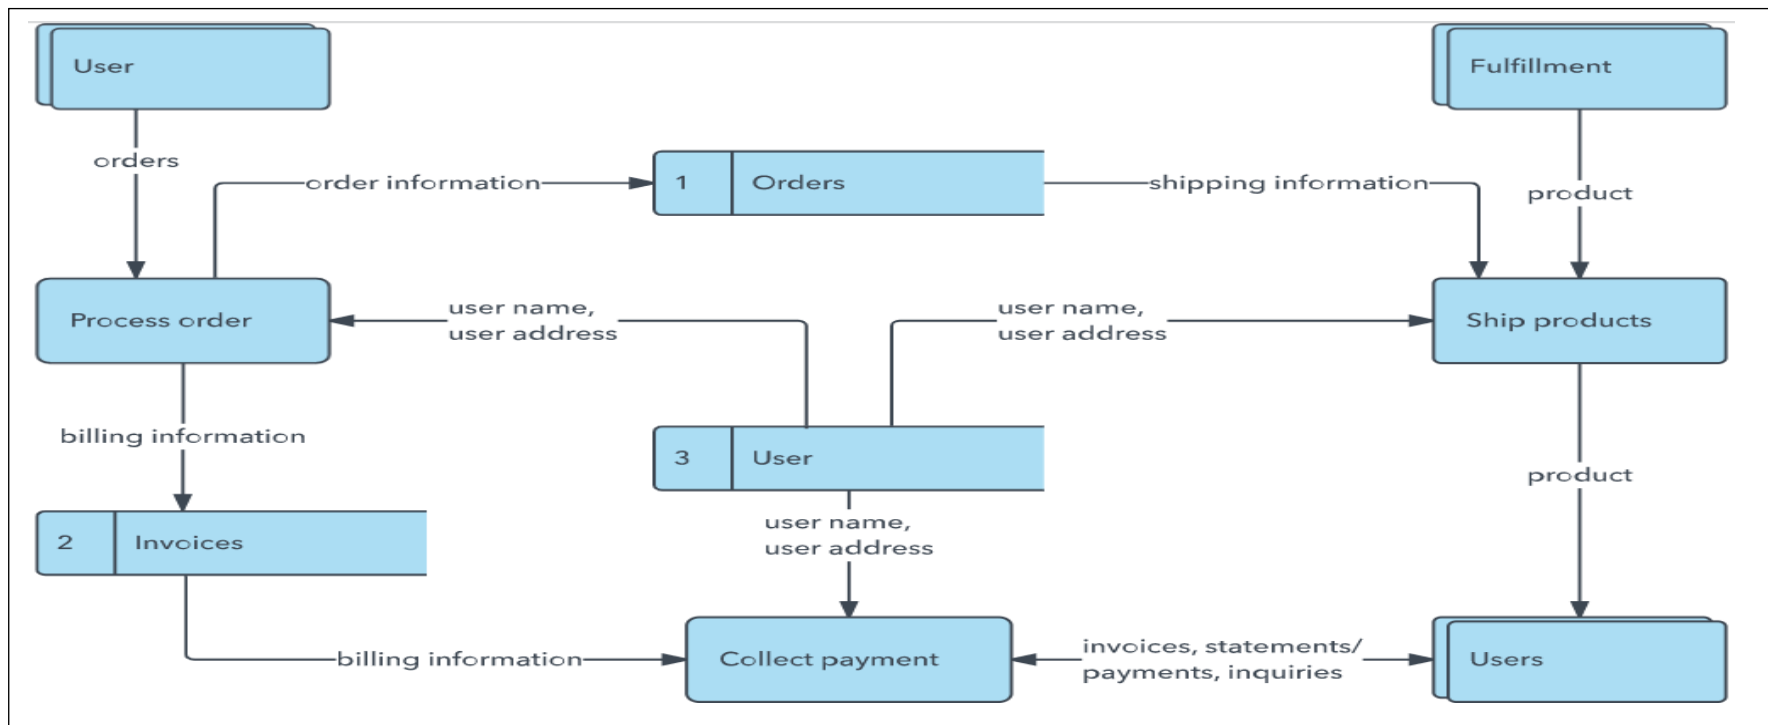 User
Fulfillment
orders
order information
1 Orders
shipping information
product
Process order
user name,
user address
user name,
user address
Ship products
billing information
3 User
product
2 Invoices
user name,
user address
billing information
Collect payment
invoices, statements/
payments, inquiries
Users